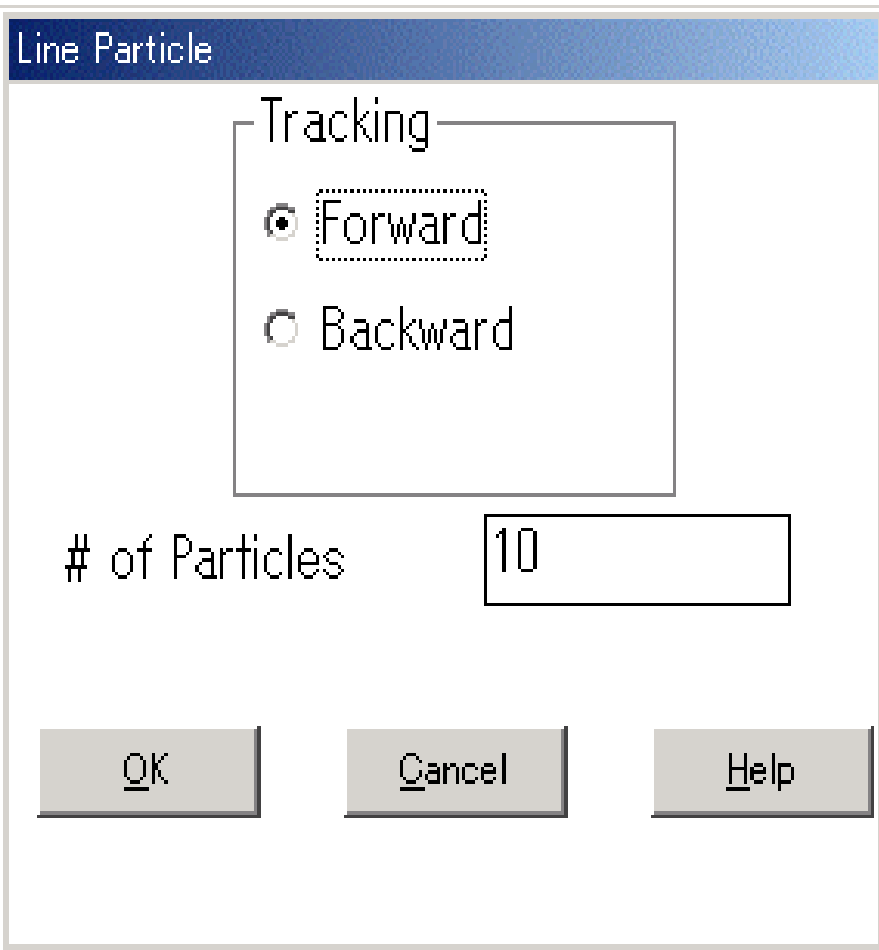 Line Particle
Tracking
Forward
Backward
# of Particles
10
OK
Cancel
Help